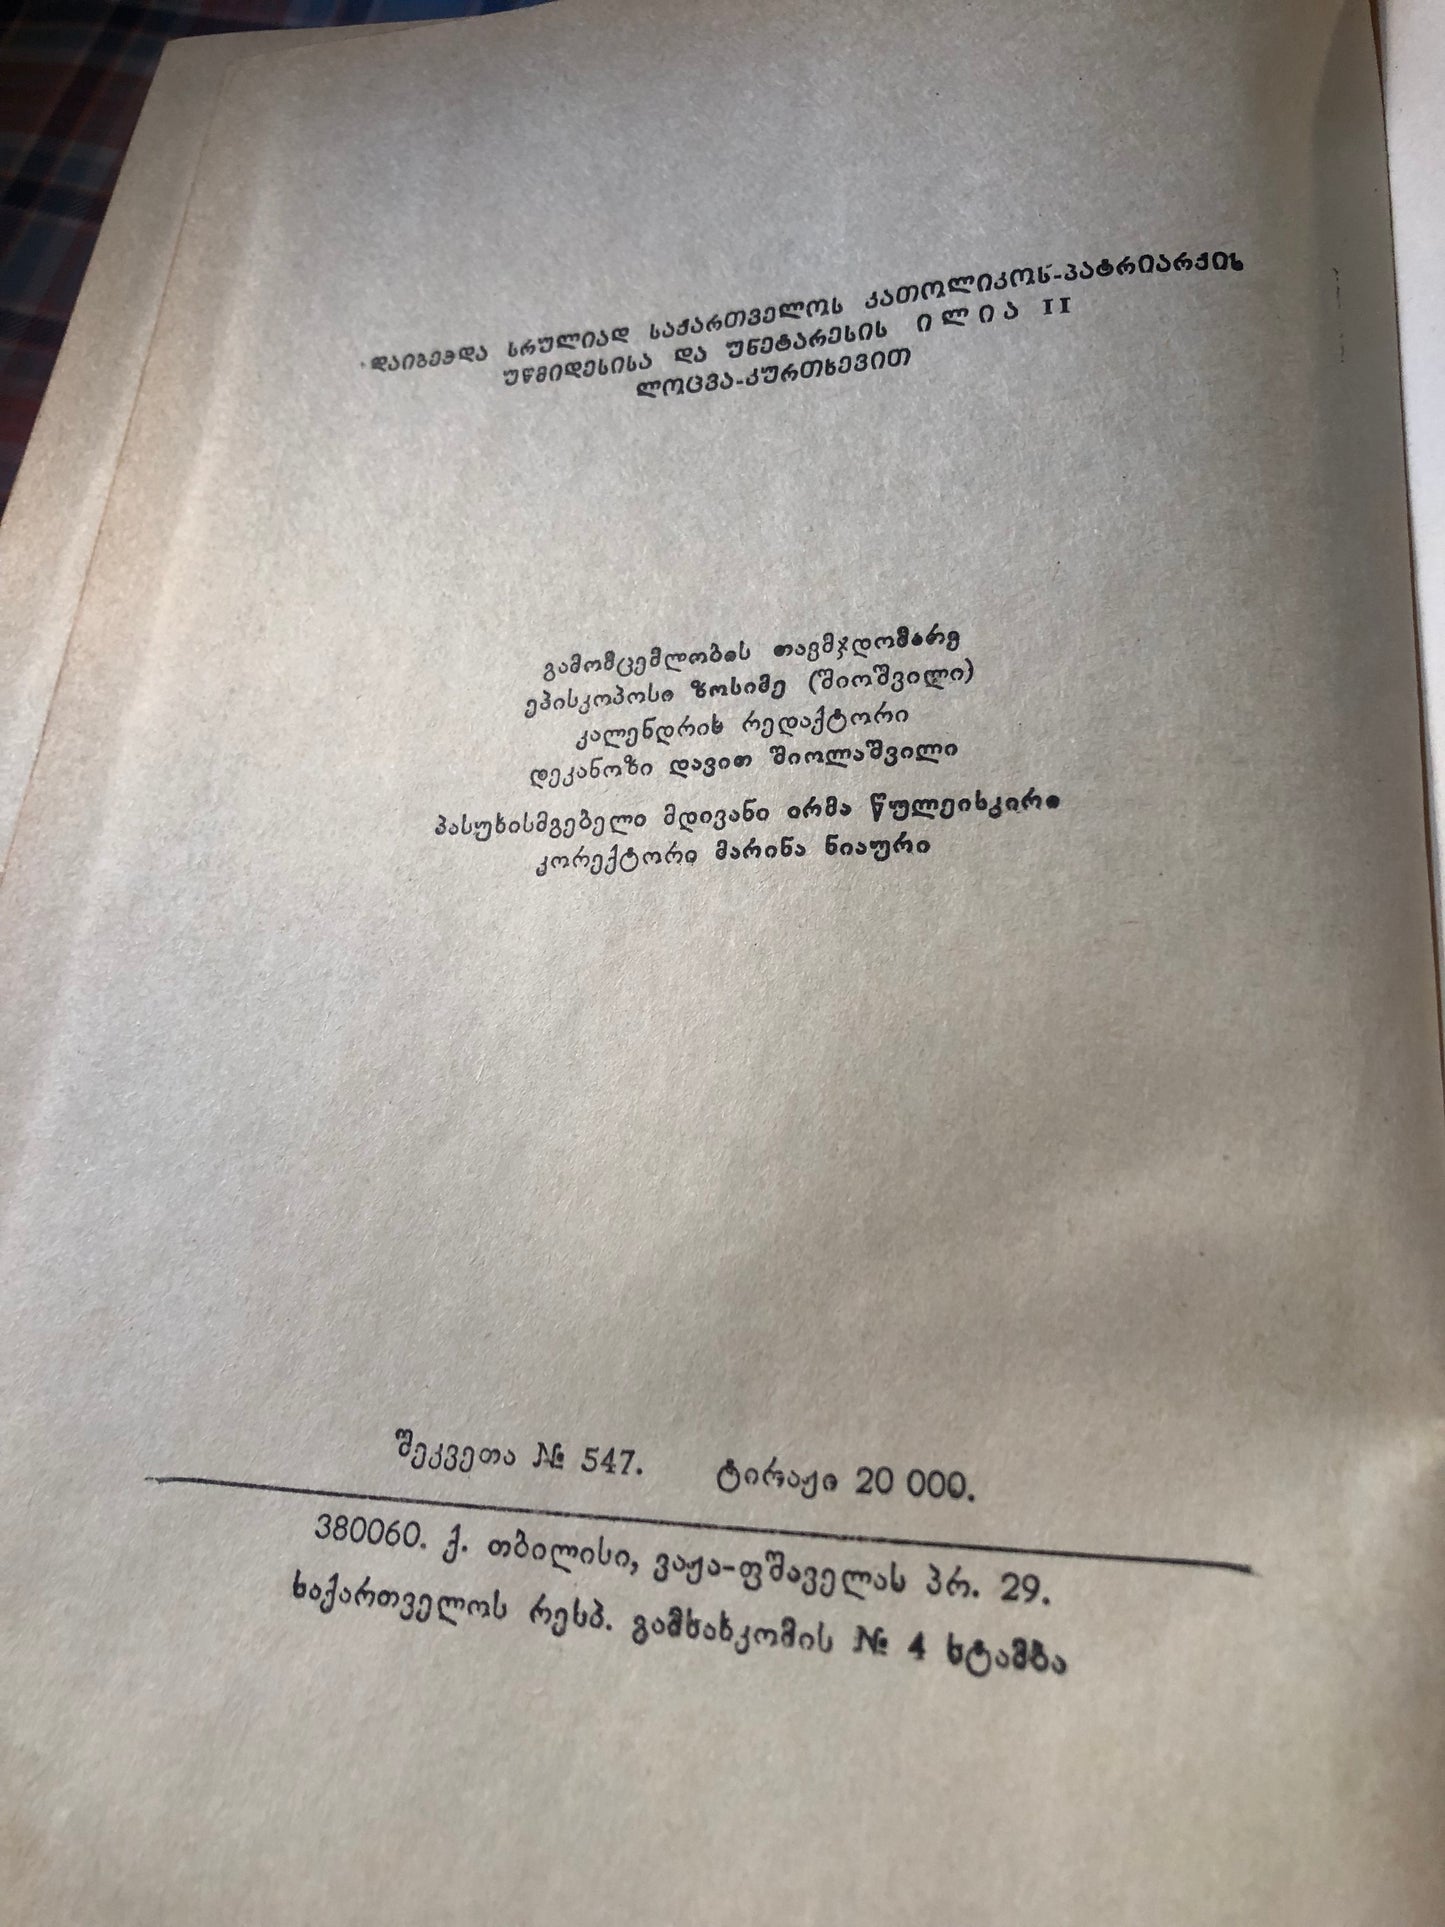 დაიბეჭდა სრულიად საქართველოს კათოლიკოს-პატრიარქის
უწმიდესისა და უნეტარესის ილია II
ლოცვა-კურთხევით
გამომცემლობის თავმჯდომარე
ეპისკოპოსი ზოსიმე (შიოშვილი)
კალენდრის რედაქტორი
დეკანოზი დავით შიოლაშვილი
პასუხისმგებელი მდივანი ირმა წულეისკირი
კორექტორი მარინა ნიაური
შეკვეთა № 547. ტირაჟი 20 000.
380060. ქ. თბილისი, ვაჟა-ფშაველას პრ. 29.
საქართველოს რესპ. გამსახკომის № 4 სტამბა